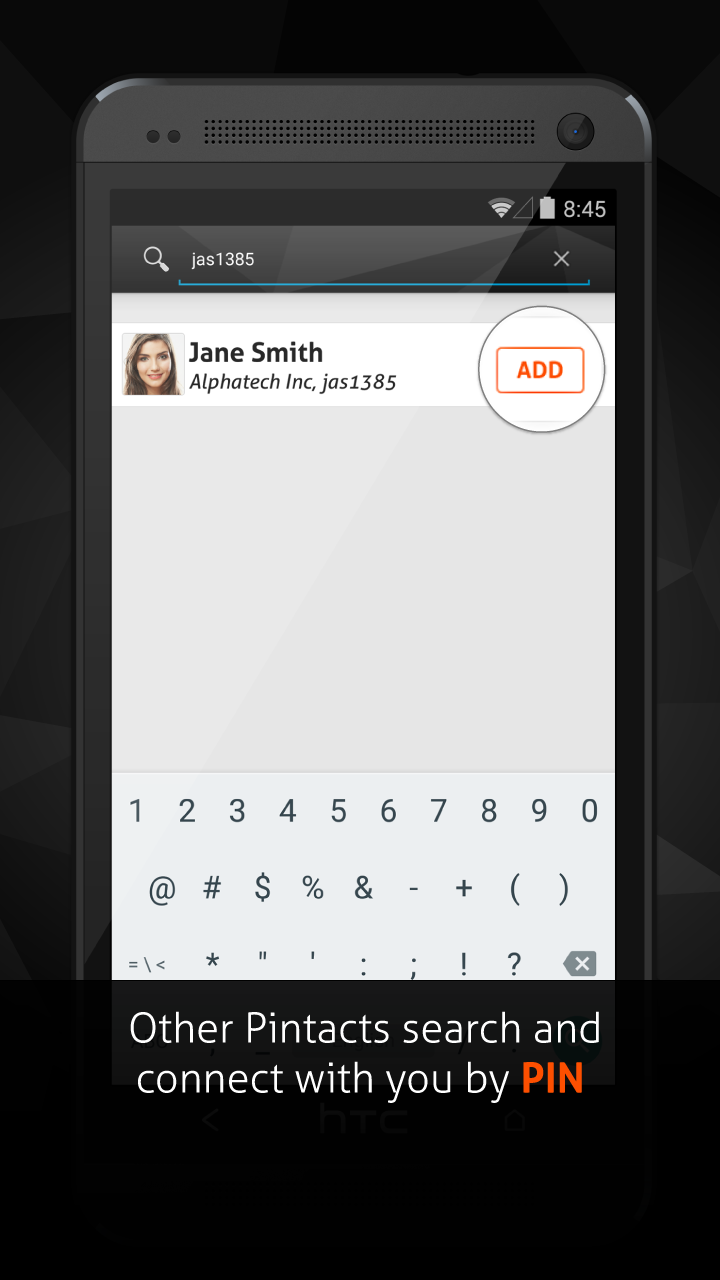 8:45
jas1385
Jane Smith
Alphatech Inc, jas1385
ADD
1 2 3 4 5 6 7 8 9 0
@ # $ % & - + ( )
= \ < * " ' : ; ! ?
Other Pintacts search and
connect with you by PIN
hTC